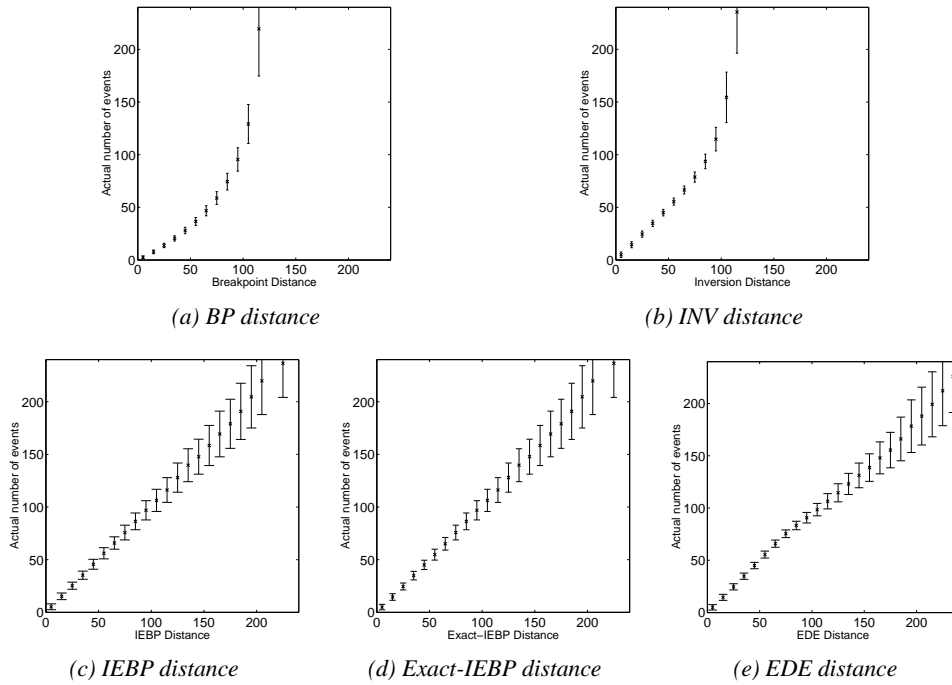 Actual number of events
200
150
100
50
0
0 50 100 150 200
Breakpoint Distance
(a) BP distance
Actual number of events
200
150
100
50
0
0 50 100 150 200
Inversion Distance
(b) INV distance
Actual number of events
200
150
100
50
0
0 50 100 150 200
IEBP Distance
(c) IEBP distance
Actual number of events
200
150
100
50
0
0 50 100 150 200
Exact−IEBP Distance
(d) Exact-IEBP distance
Actual number of events
200
150
100
50
0
0 50 100 150 200
EDE Distance
(e) EDE distance